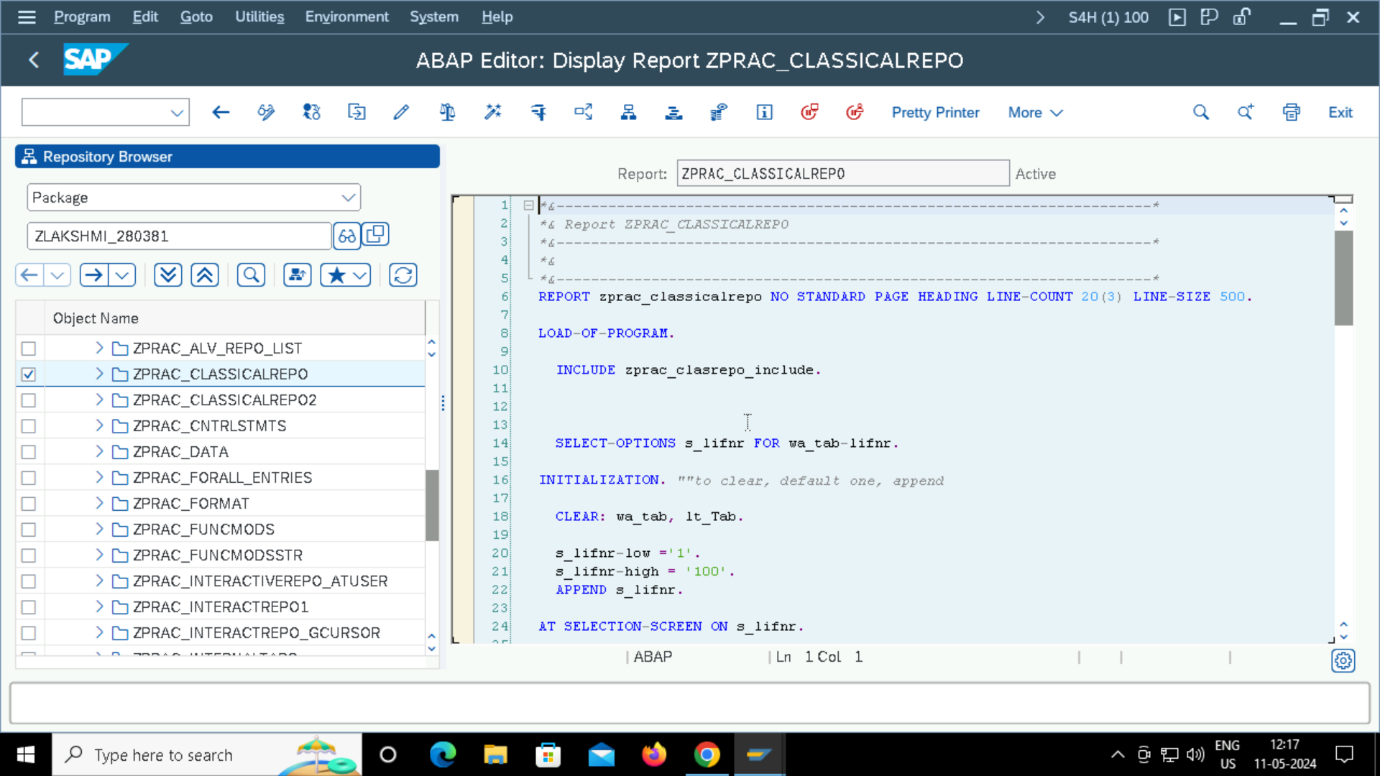 Program Edit Goto Utilities Environment System Help S4H (1) 100
SAP ABAP Editor: Display Report ZPRAC_CLASSICALREPO
Pretty Printer More Exit
Repository Browser
Package
ZLAKSHMI_280381
Object Name
ZPRAC_ALV_REPO_LIST
ZPRAC_CLASSICALREPO
ZPRAC_CLASSICALREPO2
ZPRAC_CNTRLSTMTS
ZPRAC_DATA
ZPRAC_FORALL_ENTRIES
ZPRAC_FORMAT
ZPRAC_FUNCMODS
ZPRAC_FUNCMODSSTR
ZPRAC_INTERACTIVEREPO_ATUSER
ZPRAC_INTERACTREPO1
ZPRAC_INTERACTREPO_GCURSOR
Report: ZPRAC_CLASSICALREPO Active
1 *&---------------------------------------------------------------------*
2 *& Report ZPRAC_CLASSICALREPO
3 *&---------------------------------------------------------------------*
4 *&
5 *&---------------------------------------------------------------------*
6 REPORT zprac_classicalrepo NO STANDARD PAGE HEADING LINE-COUNT 20(3) LINE-SIZE 500.
7
8 LOAD-OF-PROGRAM.
9
10 INCLUDE zprac_clasrepo_include.
11
12
13
14 SELECT-OPTIONS s_lifnr FOR wa_tab-lifnr.
15
16 INITIALIZATION. ""to clear, default one, append
17
18 CLEAR: wa_tab, lt_Tab.
19
20 s_lifnr-low ='1'.
21 s_lifnr-high = '100'.
22 APPEND s_lifnr.
23
24 AT SELECTION-SCREEN ON s_lifnr.
ABAP Ln 1 Col 1
Type here to search
ENG
US
12:17
11-05-2024